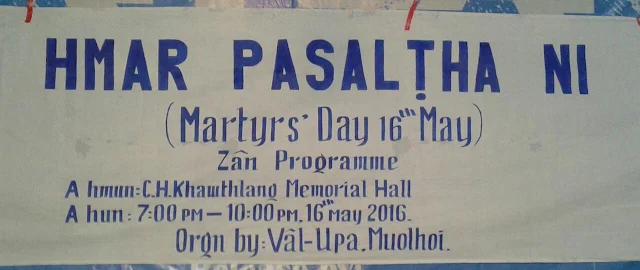 HMAR PASALṬHA NI
(Martyrs' Day 16th May)
Zân Programme
A hmun: C.H.Khawthlang Memorial Hall
A hun: 7:00 PM — 10:00 PM, 16th may 2016.
Orgn by: Vâl-Upa, Muolhoi.